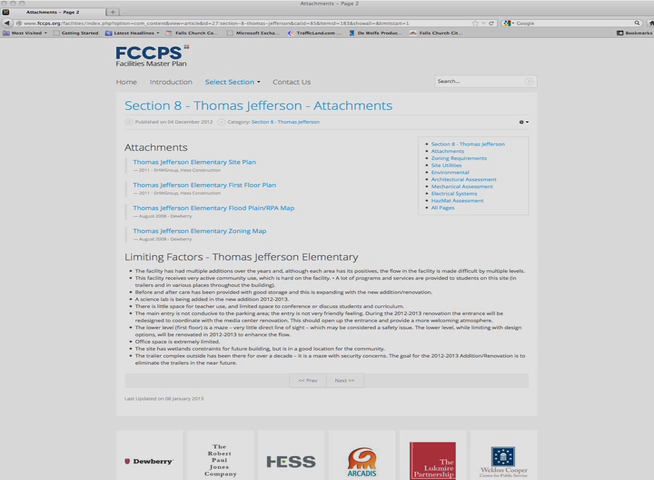 Attachments – Page 2
Attachments – Page 2
www.fccps.org/facilities/index.php?option=com_content&view=article&id=27:section-8-thomas-jefferson&catid=85&Itemid=183&showall=&limitstart=1
Google
Most Visited
Getting Started
Latest Headlines
Falls Church Ca...
Microsoft Excha...
TrafficLand.com ...
De Wolfe Produc...
Falls Church Cit...
Bookmarks
FCCPS
Facilities Master Plan
Home
Introduction
Select Section
Contact Us
Search...
Section 8 - Thomas Jefferson - Attachments
Published on 04 December 2012
Category: Section 8 - Thomas Jefferson
Attachments
Thomas Jefferson Elementary Site Plan
— 2011 - SHWGroup, Hess Construction
Thomas Jefferson Elementary First Floor Plan
— 2011 - SHWGroup, Hess Construction
Thomas Jefferson Elementary Flood Plain/RPA Map
— August 2008 - Dewberry
Thomas Jefferson Elementary Zoning Map
— August 2008 - Dewberry
• Section 8 - Thomas Jefferson
• Attachments
• Zoning Requirements
• Site Utilities
• Environmental
• Architectural Assessment
• Mechanical Assessment
• Electrical Systems
• HazMat Assessment
• All Pages
Limiting Factors - Thomas Jefferson Elementary
• The facility has had multiple additions over the years and, although each area has its positives, the flow in the facility is made difficult by multiple levels.
• This facility receives very active community use, which is hard on the facility. • A lot of programs and services are provided to students on this site (in
trailers and in various places throughout the building).
• Before and after care has been provided with good storage and this is expanding with the new addition/renovation.
• A science lab is being added in the new addition 2012-2013.
• There is little space for teacher use, and limited space to conference or discuss students and curriculum.
• The main entry is not conducive to the parking area; the entry is not very friendly feeling. During the 2012-2013 renovation the entrance will be
redesigned to coordinate with the media center renovation. This should open up the entrance and provide a more welcoming atmosphere.
• The lower level (first floor) is a maze – very little direct line of sight – which may be considered a safety issue. The lower level, while limiting with design
options, will be renovated in 2012-2013 to enhance the flow.
• Office space is extremely limited.
• The site has wetlands constraints for future building, but is in a good location for the community.
• The trailer complex outside has been there for over a decade – it is a maze with security concerns. The goal for the 2012-2013 Addition/Renovation is to
eliminate the trailers in the near future.
<< Prev
Next >>
Last Updated on 08 January 2013
Dewberry
The
Robert
Paul
Jones
Company
HESS
ARCADIS
The
Lukmire
Partnership
Weldon Cooper
Center for Public Service